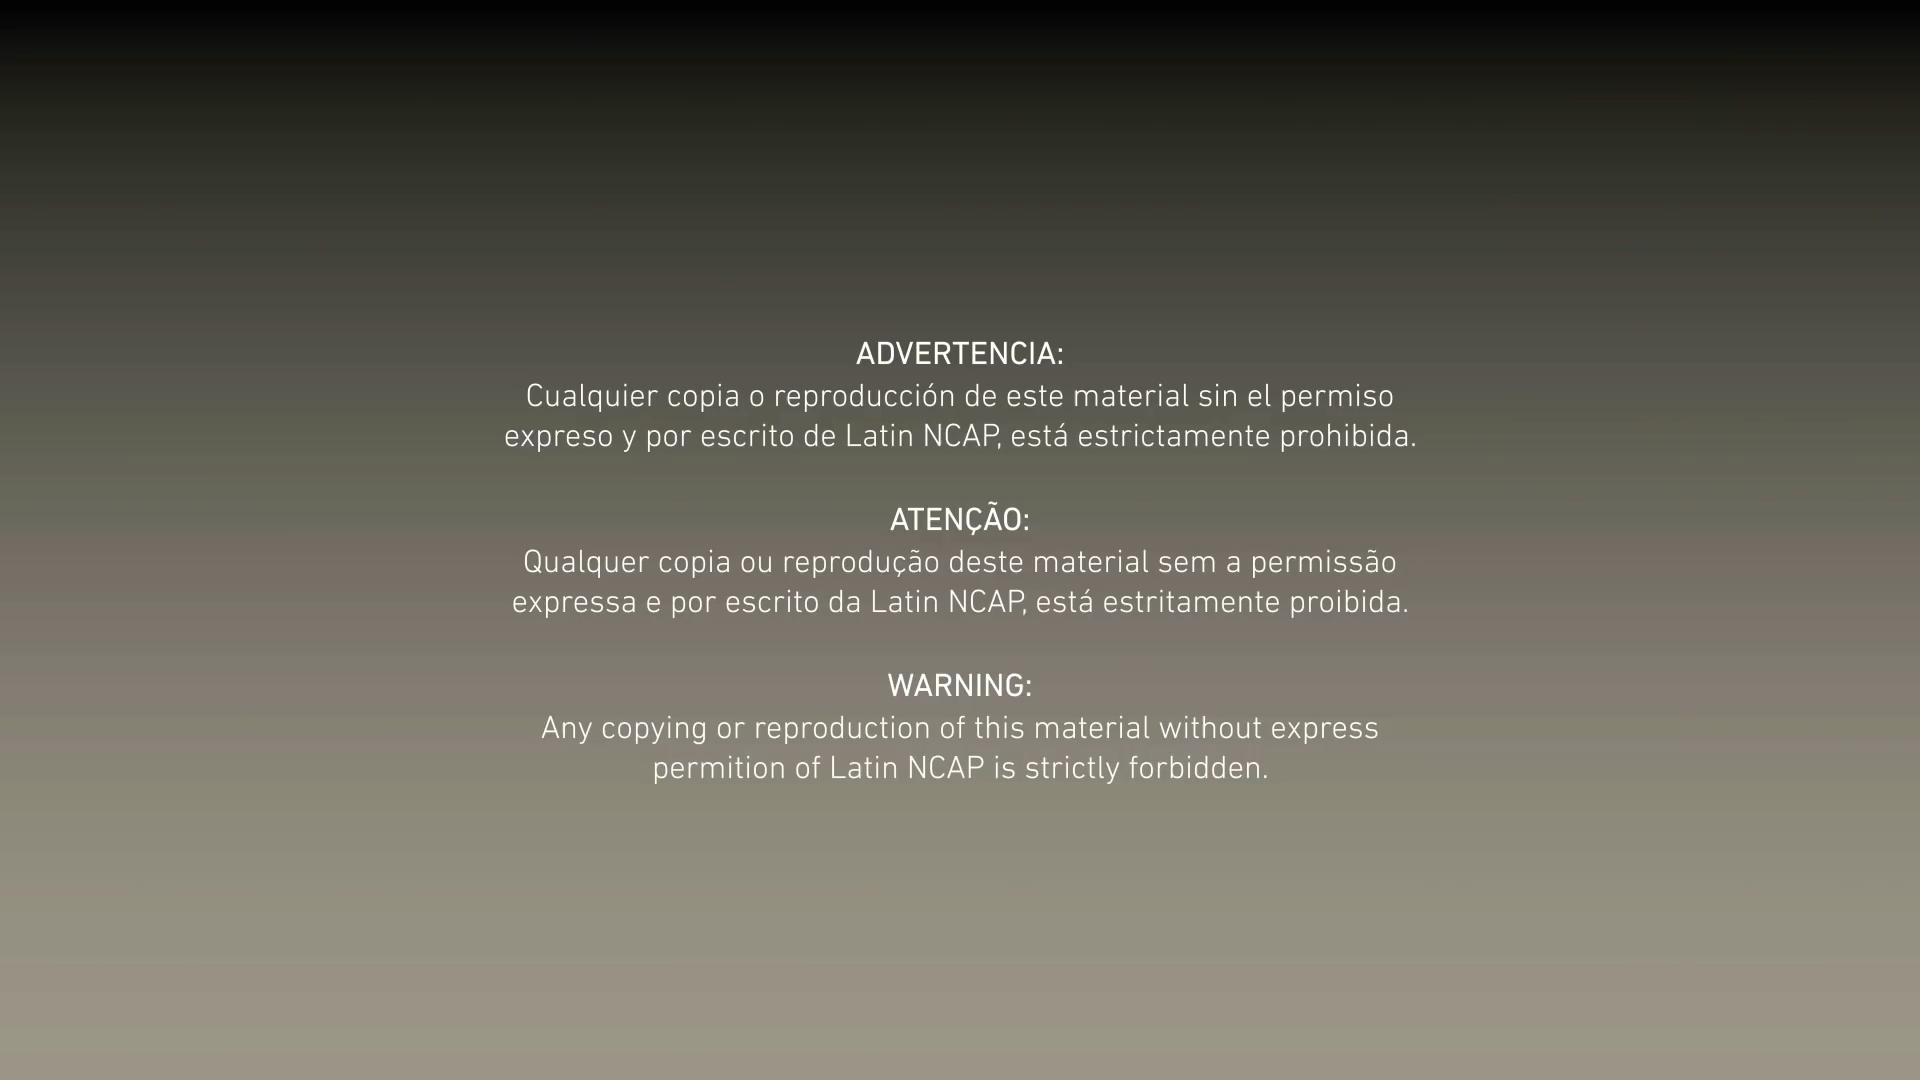 ADVERTENCIA:
Cualquier copia o reproducción de este material sin el permiso
expreso y por escrito de Latin NCAP, está estrictamente prohibida.
ATENÇÃO:
Qualquer copia ou reprodução deste material sem a permissão
expressa e por escrito da Latin NCAP, está estritamente proibida.
WARNING:
Any copying or reproduction of this material without express
permition of Latin NCAP is strictly forbidden.